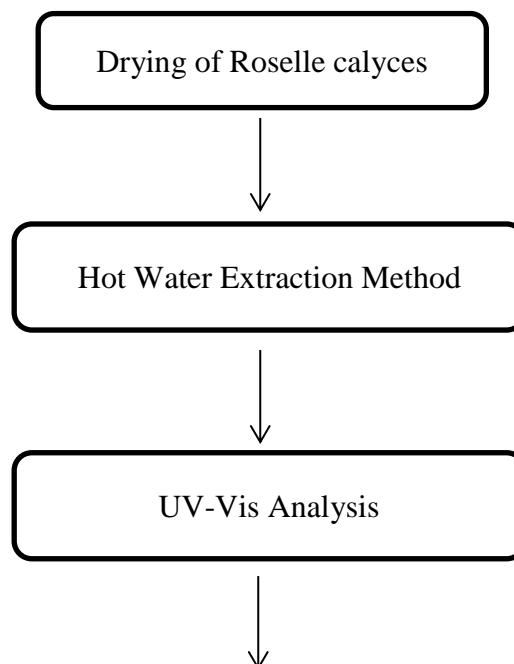 Drying of Roselle calyces
Hot Water Extraction Method
UV-Vis Analysis